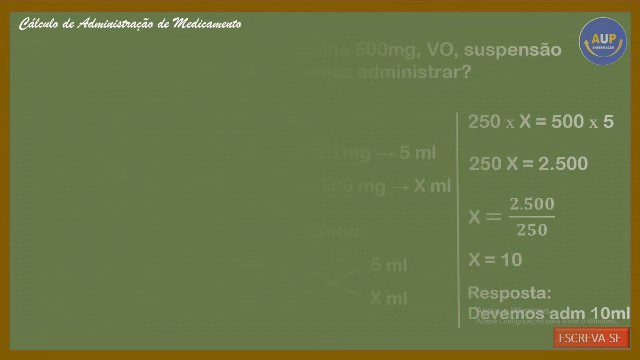 Cálculo de Administração de Medicamento
AUP
500mg, VO, suspensão
administrar?
mg → 5 ml
500 mg → X ml
5 ml
X ml
250 x X = 500 x 5
250 X = 2.500
X = 2.500
250
X = 10
Resposta:
Devemos adm 10ml
ESCREVA-SE